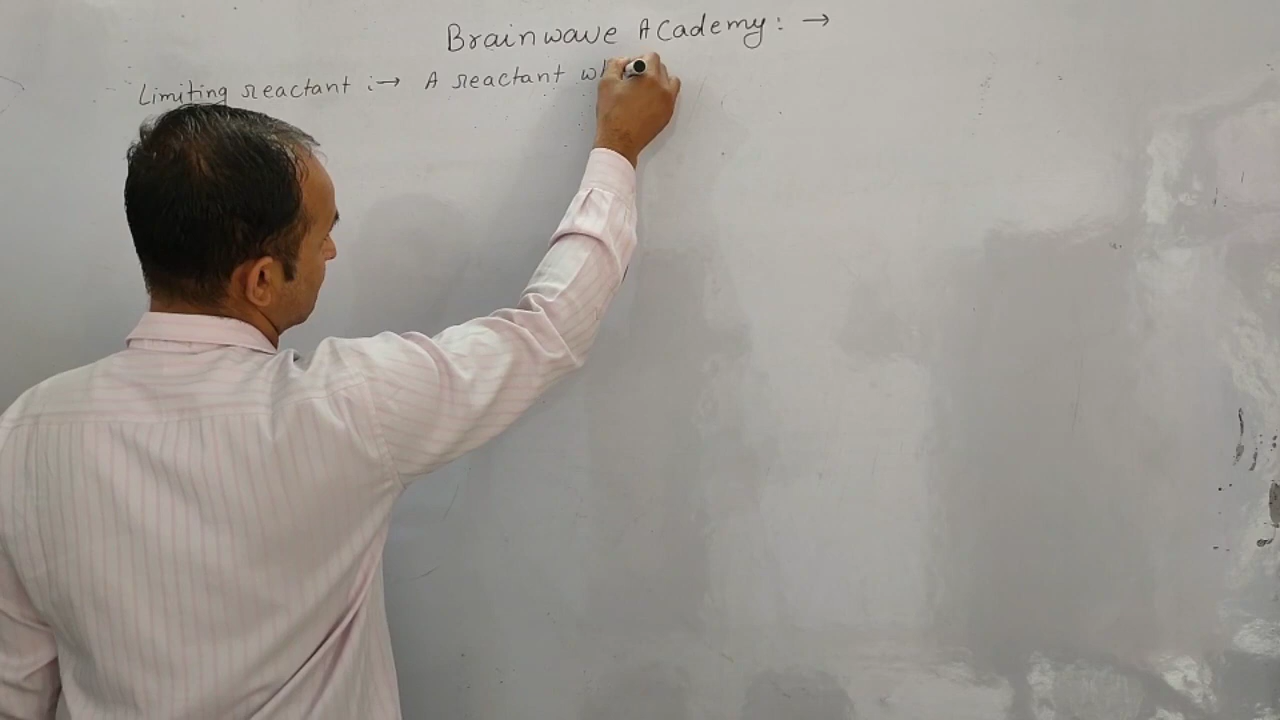 Brainwave Academy: →
Limiting reactant :→ A reactant